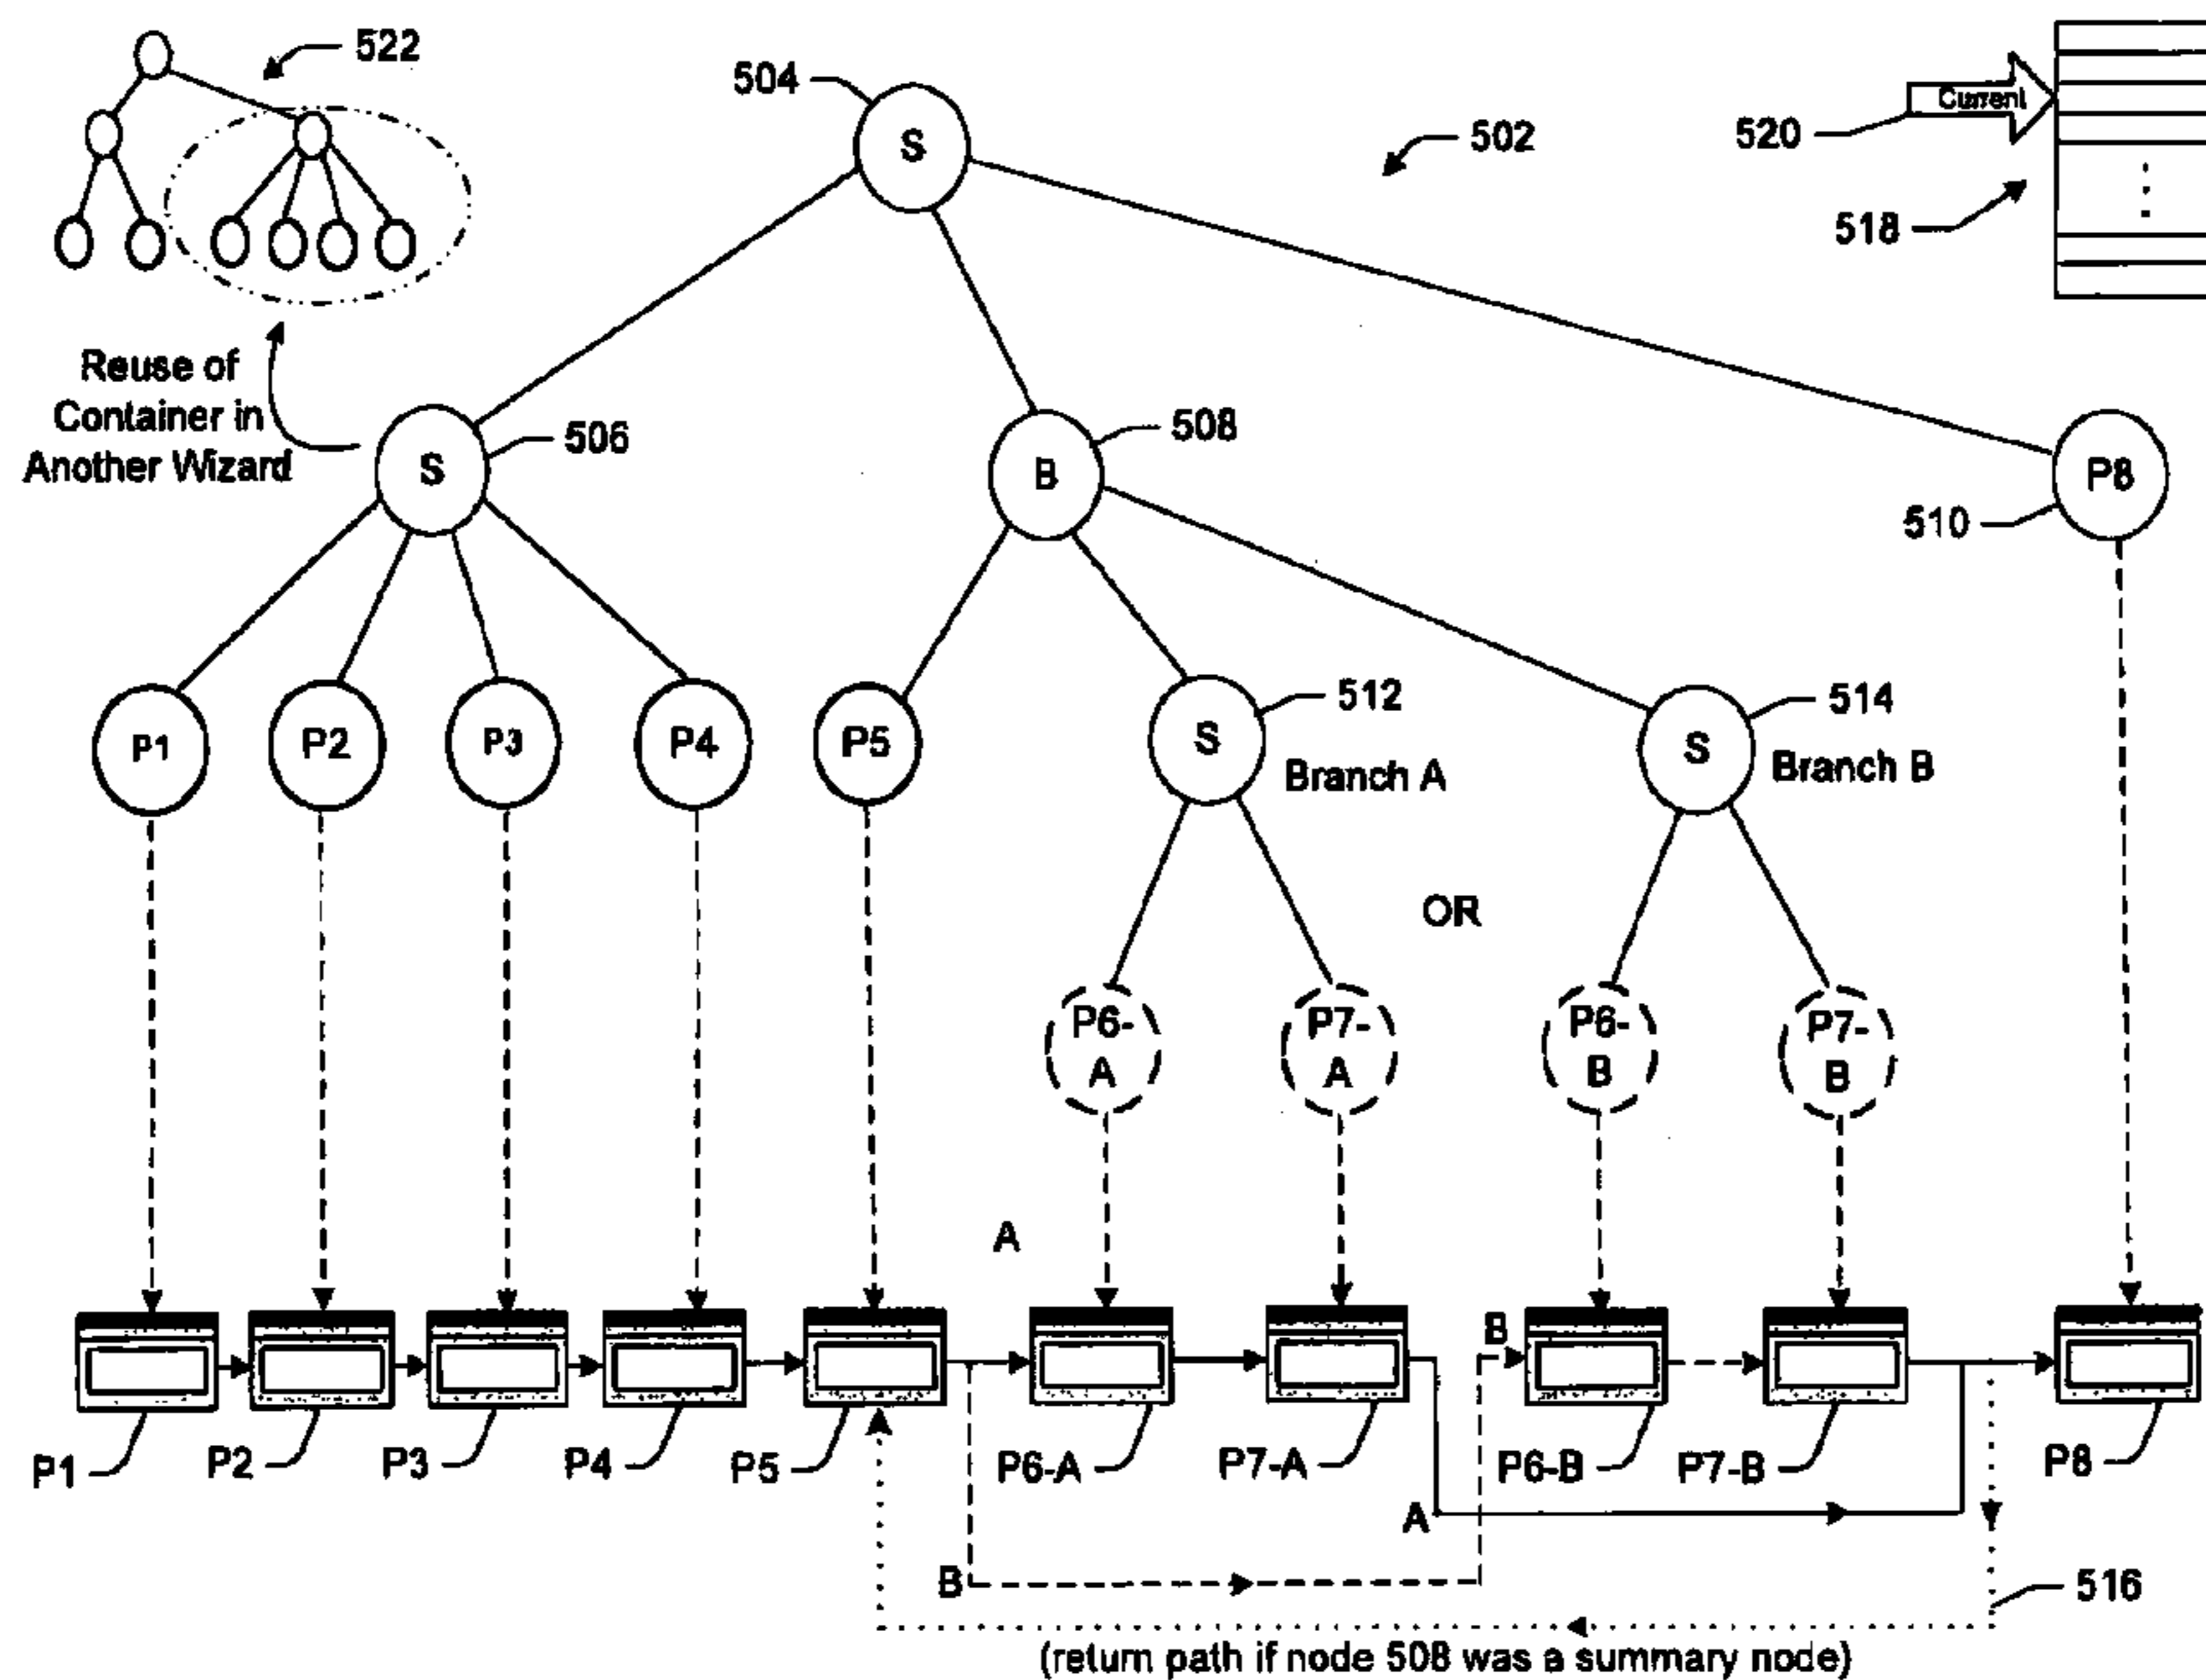 522
504
S
502
Current
520
518
Reuse of
Container in
Another Wizard
S
506
B
508
P8
510
P1
P2
P3
P4
P5
S
512
Branch A
S
514
Branch B
OR
P6-
A
P7-
A
P6-
B
P7-
B
A
B
P1
P2
P3
P4
P5
P6-A
P7-A
P6-B
P7-B
P8
A
B
516
(return path if node 508 was a summary node)